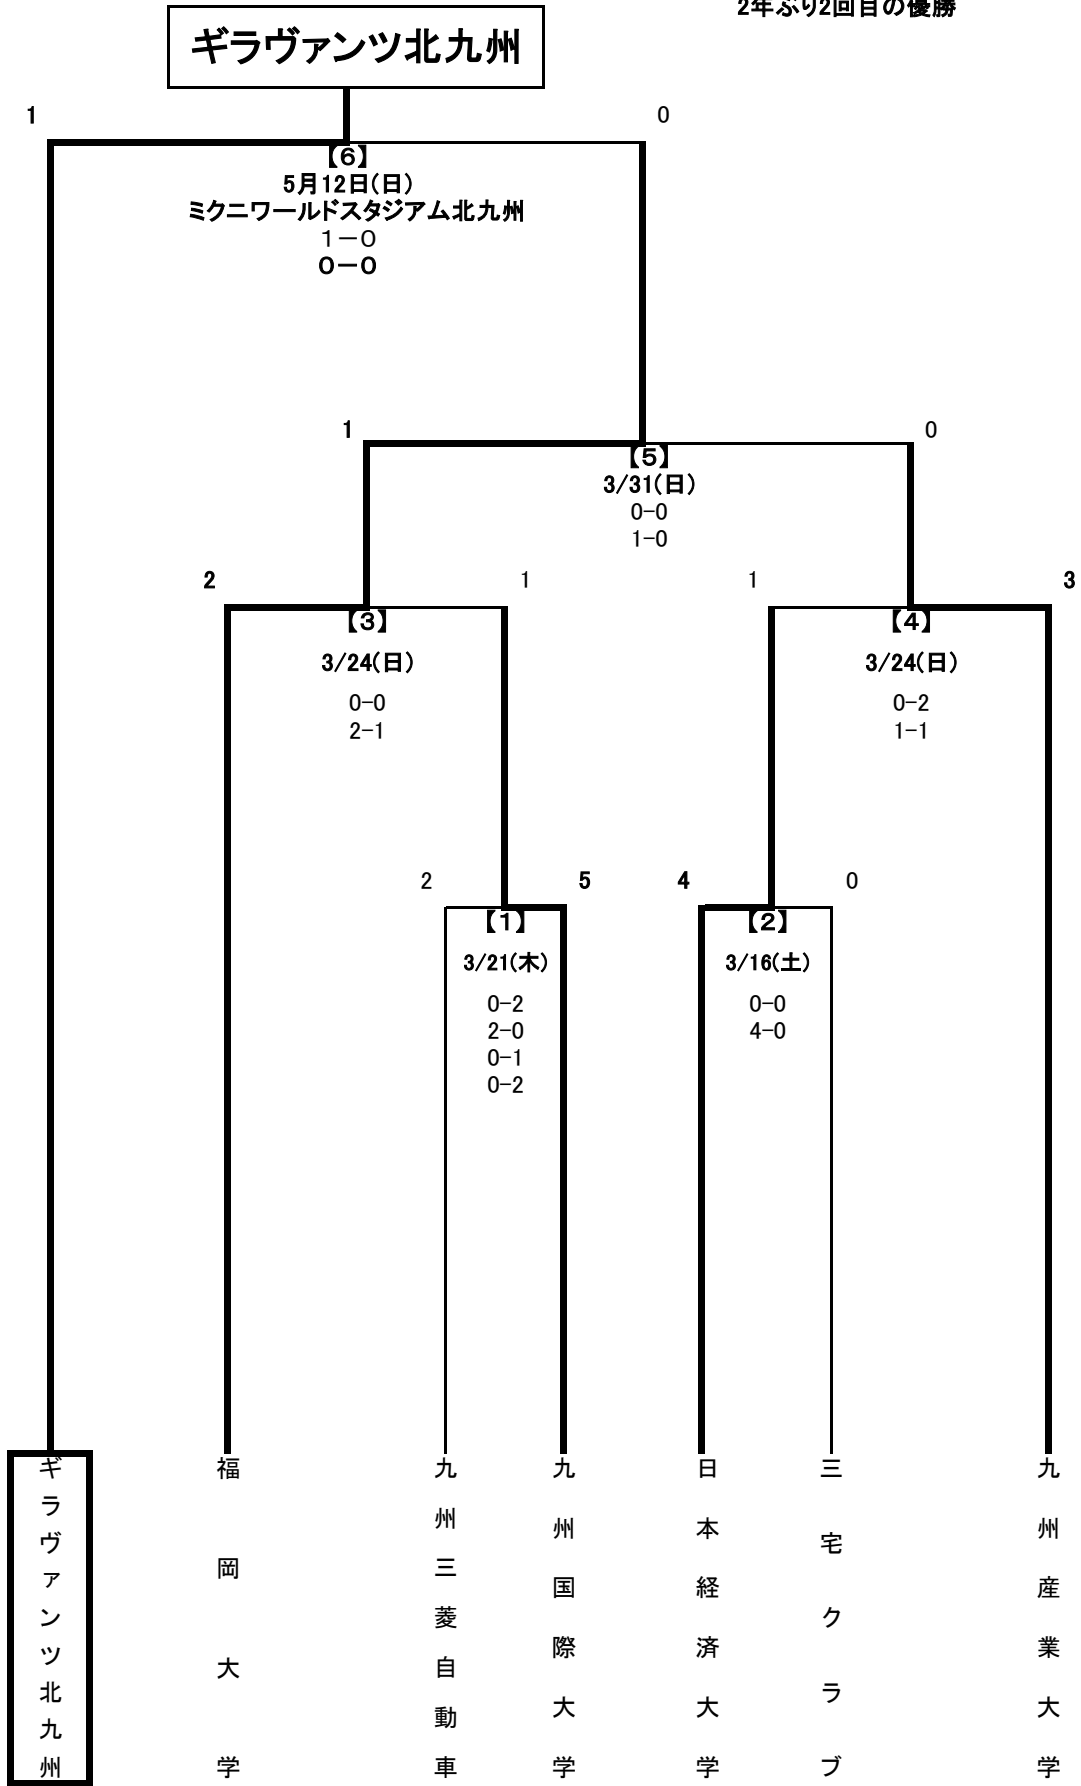 2年ぶり2回目の優勝
ギラヴァンツ北九州
1
0
【6】
5月12日(日)
ミクニワールドスタジアム北九州
1－0
0－0
1
0
【5】
3/31(日)
0-0
1-0
2
1
1
3
【3】
3/24(日)
0-0
2-1
【4】
3/24(日)
0-2
1-1
2
5
4
0
【1】
3/21(木)
0-2
2-0
0-1
0-2
【2】
3/16(土)
0-0
4-0
ギラヴァンツ北九州
福岡大学
九州三菱自動車
九州国際大学
日本経済大学
三宅クラブ
九州産業大学